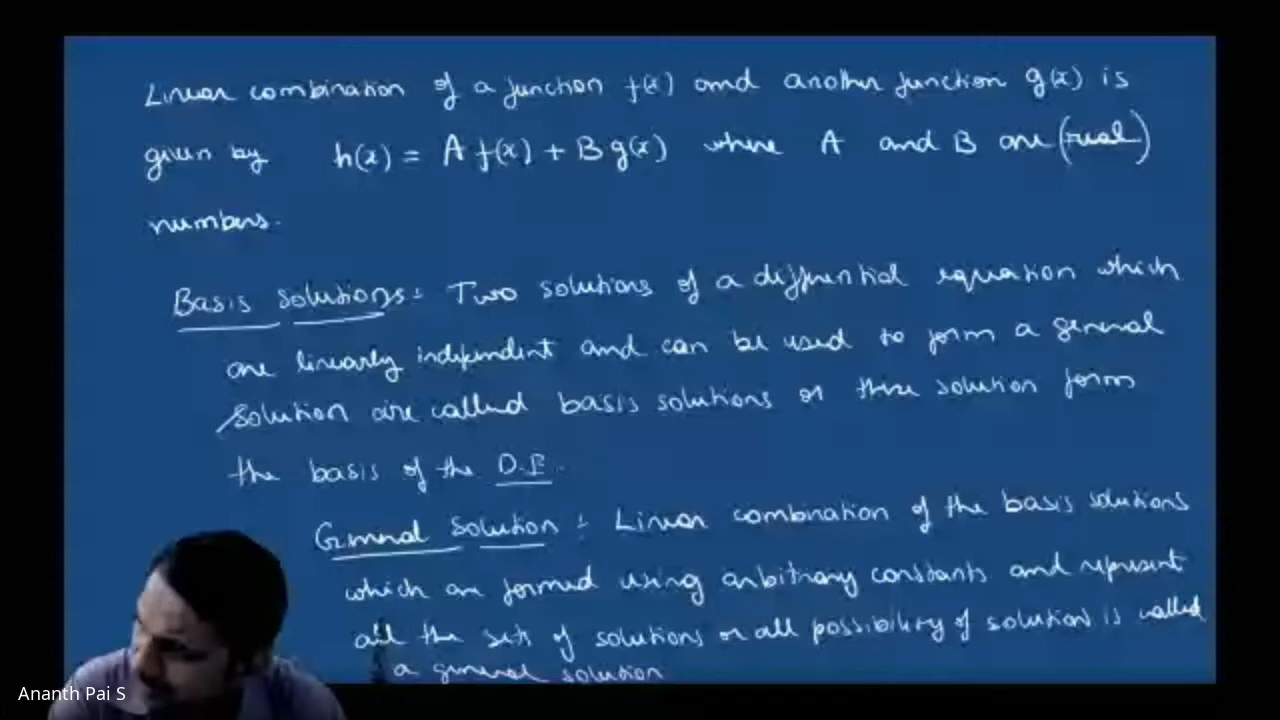 Linear combination of a function f(x) and another function g(x) is
given by h(x) = A f(x) + B g(x) where A and B are (real)
numbers.
Basis solutions: Two solutions of a differential equation which
are linearly independent and can be used to form a general
solution are called basis solutions or these solution form
the basis of the D.E.
General solution: Linear combination of the basis solutions
which are formed using arbitrary constants and represent
all the sets of solutions or all possibility of solutions is called
a general solution
Ananth Pai S